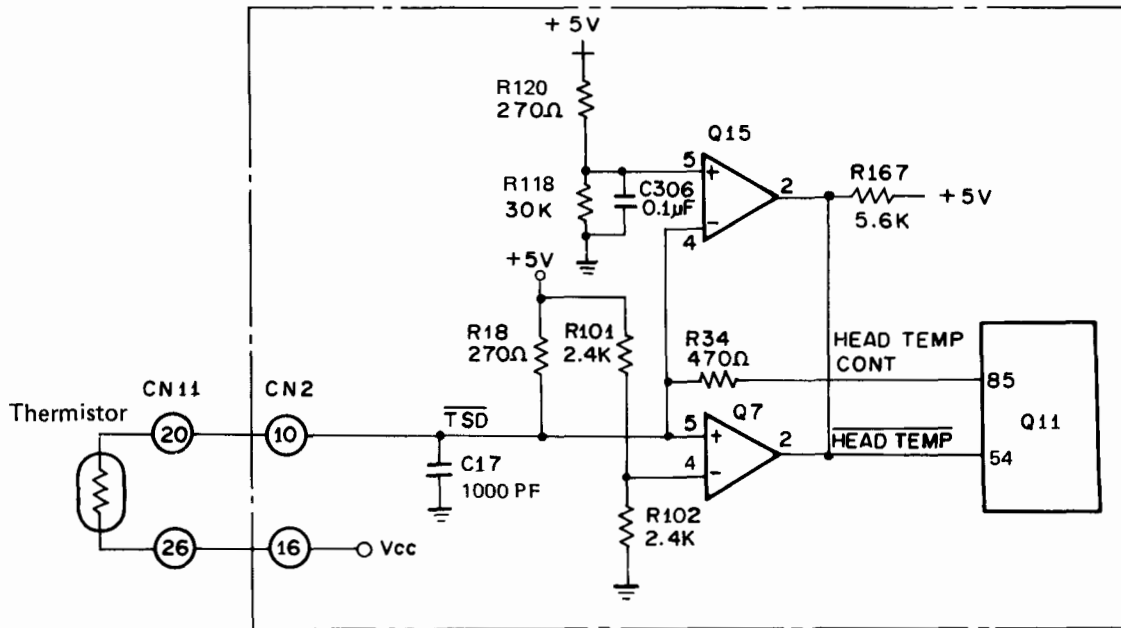 +5V
R120
270Ω
Q15
5
+
2
R167
+5V
5.6K
R118
30K
C306
0.1µF
-
4
+5V
R18
270Ω
R101
2.4K
R34
470Ω
HEAD TEMP
CONT
85
Q11
CN11
CN2
Thermistor
20
10
TSD
5
+
Q7
2
HEAD TEMP
54
4
-
C17
1000 PF
R102
2.4K
26
16
Vcc